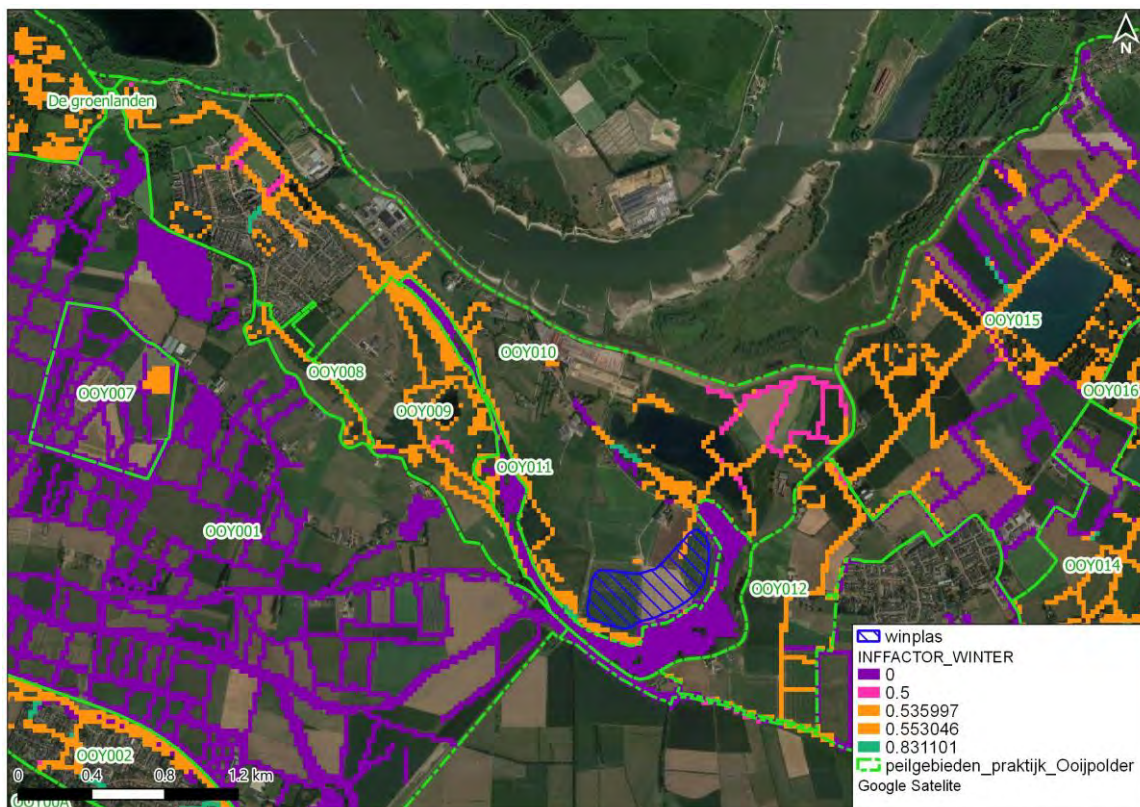 N
De groenlanden
OOY015
OOY010
OOY008
OOY016
OOY007
OOY009
OOY011
OOY001
OOY014
OOY012
winplas
INFFACTOR_WINTER
0
0.5
0.535997
0.553046
0.831101
peilgebieden_praktijk_Ooijpolder
Google Satelite
OOY002
0 0.4 0.8 1.2 km